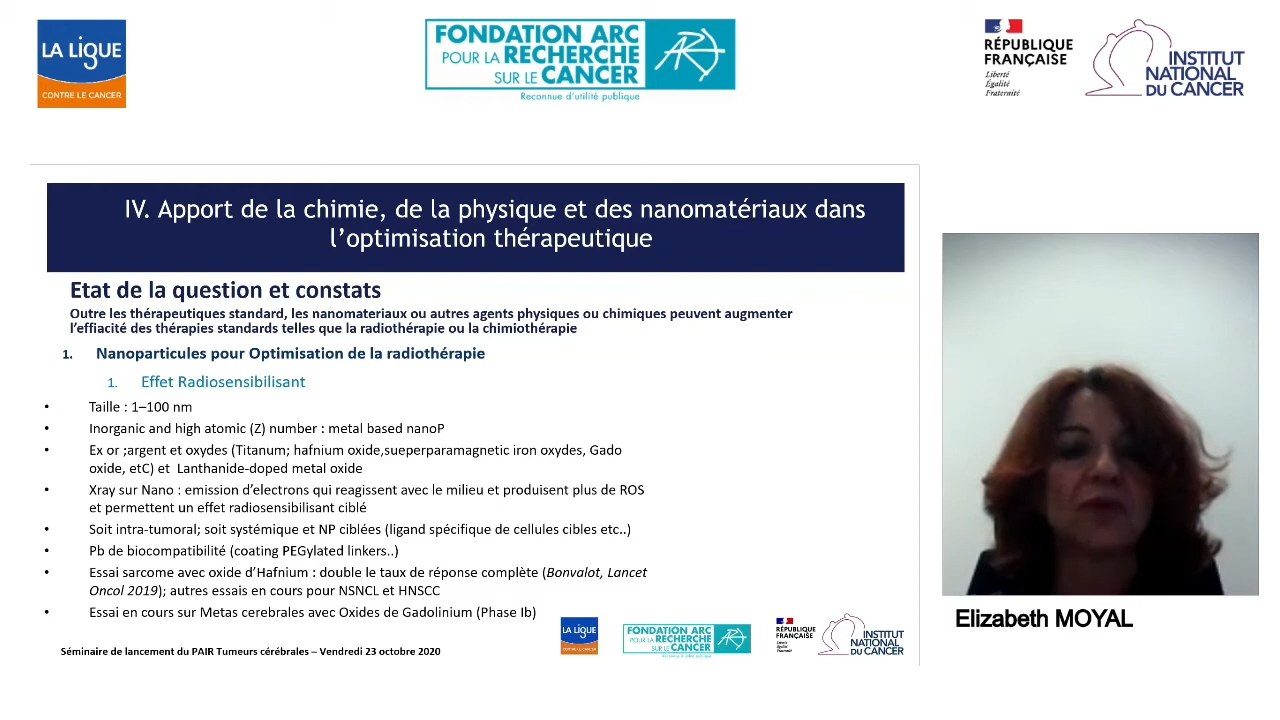 LA LIGUE
CONTRE LE CANCER
FONDATION ARC
POUR LA RECHERCHE
SUR LE CANCER
Reconnue d'utilité publique
ARC
RÉPUBLIQUE
FRANÇAISE
Liberté
Égalité
Fraternité
INSTITUT
NATIONAL
DU CANCER
IV. Apport de la chimie, de la physique et des nanomatériaux dans
l'optimisation thérapeutique
Etat de la question et constats
Outre les thérapeutiques standard, les nanomateriaux ou autres agents physiques ou chimiques peuvent augmenter
l'effiacité des thérapies standards telles que la radiothérapie ou la chimiothérapie
1. Nanoparticules pour Optimisation de la radiothérapie
1. Effet Radiosensibilisant
• Taille : 1–100 nm
• Inorganic and high atomic (Z) number : metal based nanoP
• Ex or ;argent et oxydes (Titanum; hafnium oxide,sueperparamagnetic iron oxydes, Gado
oxide, etC) et Lanthanide-doped metal oxide
• Xray sur Nano : emission d'electrons qui reagissent avec le milieu et produisent plus de ROS
et permettent un effet radiosensibilisant ciblé
• Soit intra-tumoral; soit systémique et NP ciblées (ligand spécifique de cellules cibles etc..)
• Pb de biocompatibilité (coating PEGylated linkers..)
• Essai sarcome avec oxide d'Hafnium : double le taux de réponse complète (Bonvalot, Lancet
Oncol 2019); autres essais en cours pour NSNCL et HNSCC
• Essai en cours sur Metas cerebrales avec Oxides de Gadolinium (Phase Ib)
Séminaire de lancement du PAIR Tumeurs cérébrales – Vendredi 23 octobre 2020
LA LIGUE
CONTRE LE CANCER
FONDATION ARC
POUR LA RECHERCHE
SUR LE CANCER
RÉPUBLIQUE
FRANÇAISE
INSTITUT
NATIONAL
DU CANCER
Elizabeth MOYAL